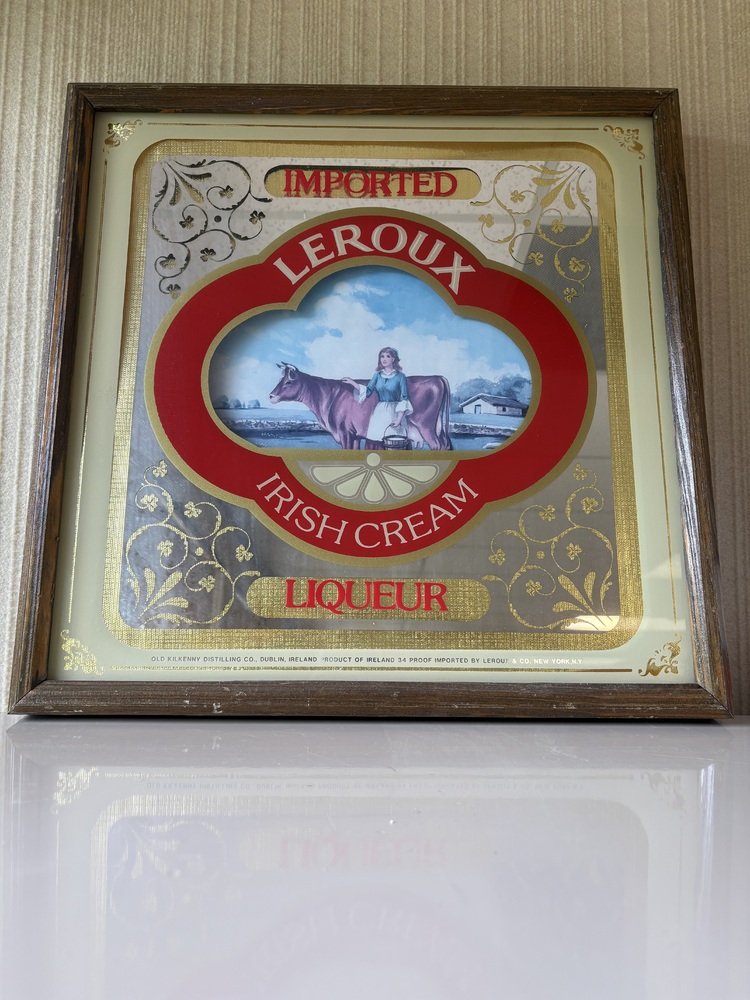 IMPORTED
LEROUX
IRISH CREAM
LIQUEUR
OLD KILKENNY DISTILLING CO., DUBLIN, IRELAND PRODUCT OF IRELAND 34 PROOF IMPORTED BY LEROUX & CO. NEW YORK, N.Y.